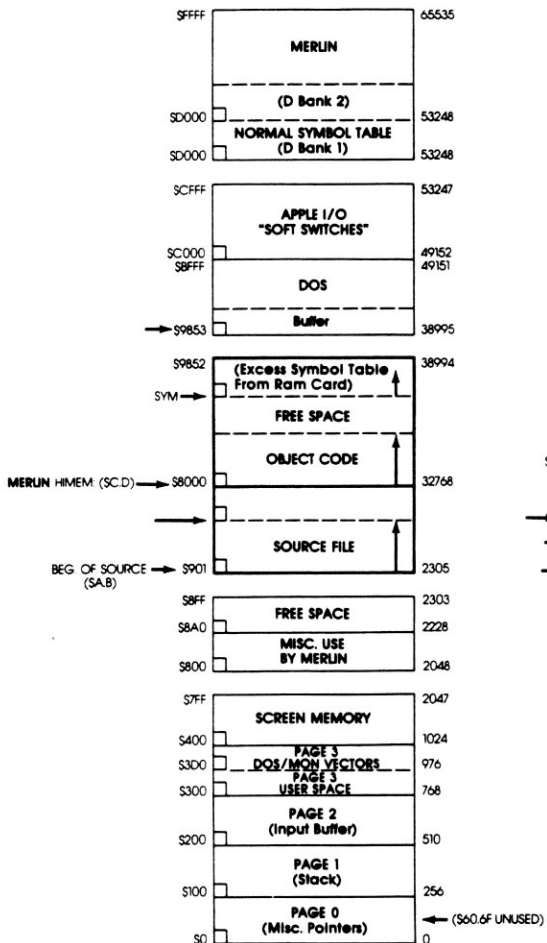 $FFFF 65535
MERLIN
(D Bank 2)
$D000 53248
NORMAL SYMBOL TABLE
(D Bank 1)
$D000 53248
$CFFF 53247
APPLE I/O
"SOFT SWITCHES"
$C000 49152
$BFFF 49151
DOS
Buffer
$9853 38995
$9852 38994
(Excess Symbol Table
From Ram Card)
SYM
FREE SPACE
OBJECT CODE
MERLIN HIMEM: ($C.D) $8000 32768
SOURCE FILE
BEG. OF SOURCE $901 2305
($A.B)
$8FF 2303
FREE SPACE
$8A0 2228
MISC. USE
BY MERLIN
$800 2048
$7FF 2047
SCREEN MEMORY
$400 1024
PAGE 3
$3D0 DOS/MON VECTORS 976
PAGE 3
$300 USER SPACE 768
PAGE 2
(Input Buffer)
$200 510
PAGE 1
(Stack)
$100 256
PAGE 0
(Misc. Pointers)
($60.6F UNUSED)
$0 0